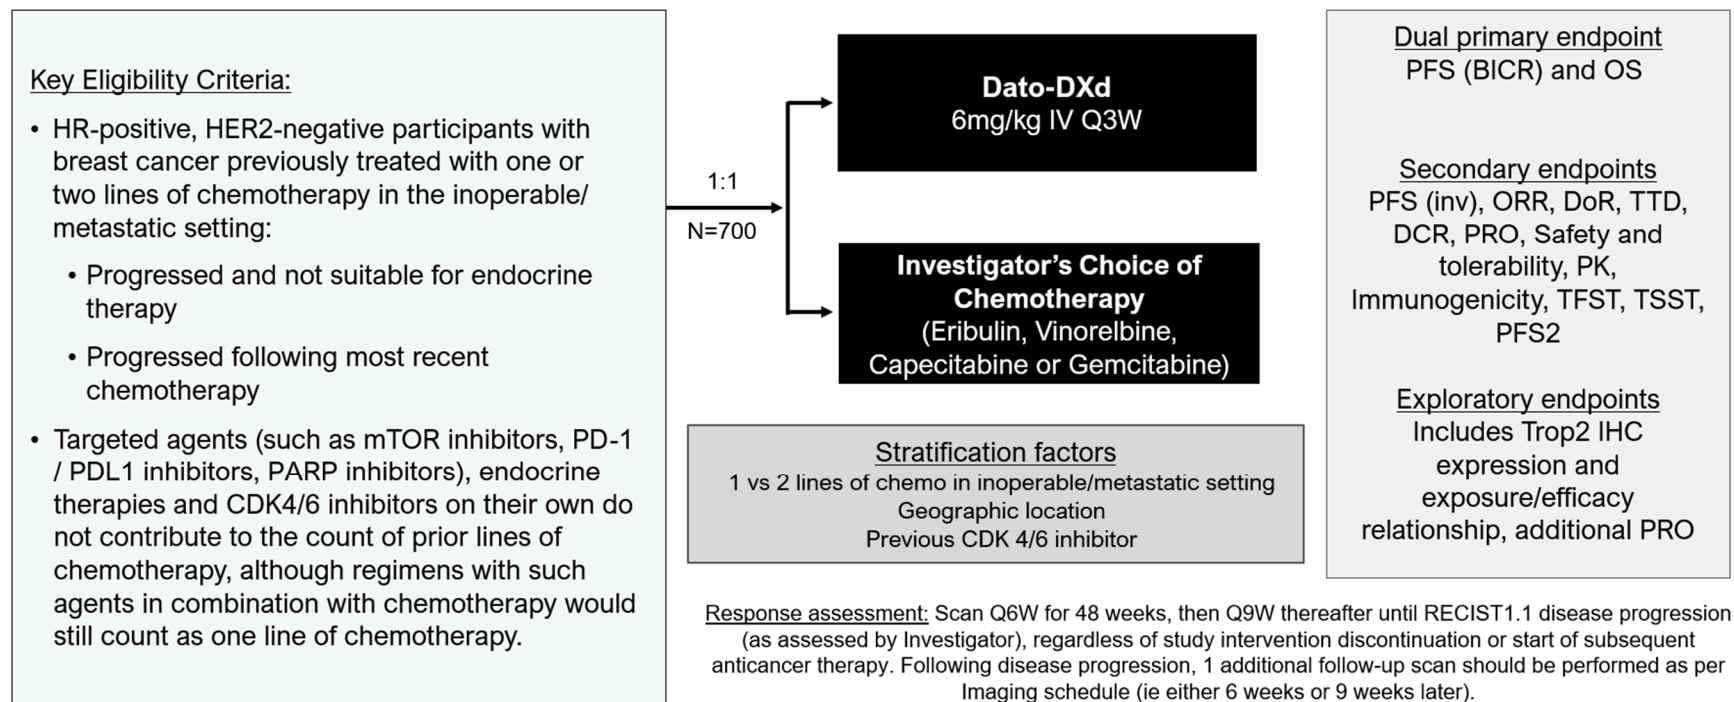 Key Eligibility Criteria:
• HR-positive, HER2-negative participants with
breast cancer previously treated with one or
two lines of chemotherapy in the inoperable/
metastatic setting:
• Progressed and not suitable for endocrine
therapy
• Progressed following most recent
chemotherapy
• Targeted agents (such as mTOR inhibitors, PD-1
/ PDL1 inhibitors, PARP inhibitors), endocrine
therapies and CDK4/6 inhibitors on their own do
not contribute to the count of prior lines of
chemotherapy, although regimens with such
agents in combination with chemotherapy would
still count as one line of chemotherapy.
1:1
N=700
Dato-DXd
6mg/kg IV Q3W
Investigator’s Choice of
Chemotherapy
(Eribulin, Vinorelbine,
Capecitabine or Gemcitabine)
Stratification factors
1 vs 2 lines of chemo in inoperable/metastatic setting
Geographic location
Previous CDK 4/6 inhibitor
Dual primary endpoint
PFS (BICR) and OS
Secondary endpoints
PFS (inv), ORR, DoR, TTD,
DCR, PRO, Safety and
tolerability, PK,
Immunogenicity, TFST, TSST,
PFS2
Exploratory endpoints
Includes Trop2 IHC
expression and
exposure/efficacy
relationship, additional PRO
Response assessment: Scan Q6W for 48 weeks, then Q9W thereafter until RECIST1.1 disease progression
(as assessed by Investigator), regardless of study intervention discontinuation or start of subsequent
anticancer therapy. Following disease progression, 1 additional follow-up scan should be performed as per
Imaging schedule (ie either 6 weeks or 9 weeks later).